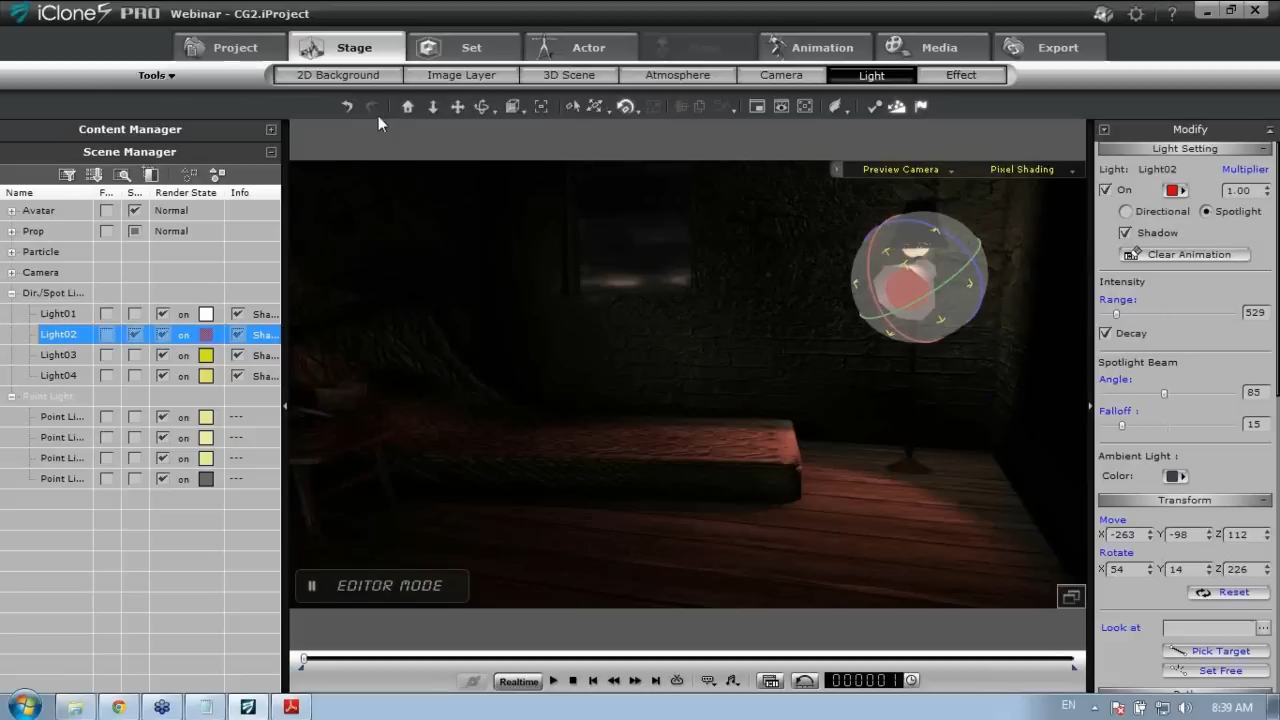 iClone5 PRO Webinar - CG2.iProject
Project Stage Set Actor Animation Media Export
Tools 2D Background Image Layer 3D Scene Atmosphere Camera Light Effect
Content Manager
Scene Manager
Name F... S... Render State Info
Avatar Normal
Prop Normal
Particle
Camera
Dir./Spot Li...
Light01 on Sha...
Light02 on Sha...
Light03 on Sha...
Light04 on Sha...
Point Light
Point Li... on ---
Point Li... on ---
Point Li... on ---
Point Li... on ---
Preview Camera Pixel Shading
EDITOR MODE
Realtime 000001
Modify
Light Setting
Light: Light02 Multiplier
On 1.00
Directional Spotlight
Shadow
Clear Animation
Intensity
Range:
529
Decay
Spotlight Beam
Angle:
85
Falloff :
15
Ambient Light :
Color:
Transform
Move
X -263 Y -98 Z 112
Rotate
X 54 Y 14 Z 226
Reset
Look at
Pick Target
Set Free
EN 8:39 AM